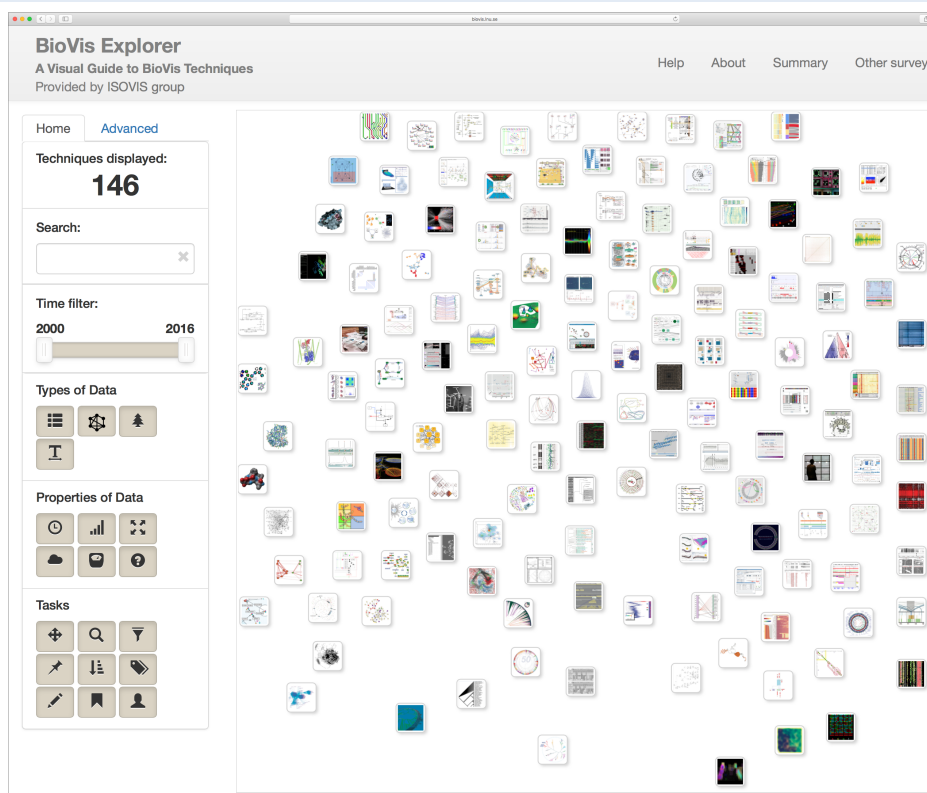 biovis.lnu.se
BioVis Explorer
A Visual Guide to BioVis Techniques
Provided by ISOVIS group
Help About Summary Other survey
Home Advanced
Techniques displayed:
146
Search:
Time filter:
2000 2016
Types of Data
Properties of Data
Tasks